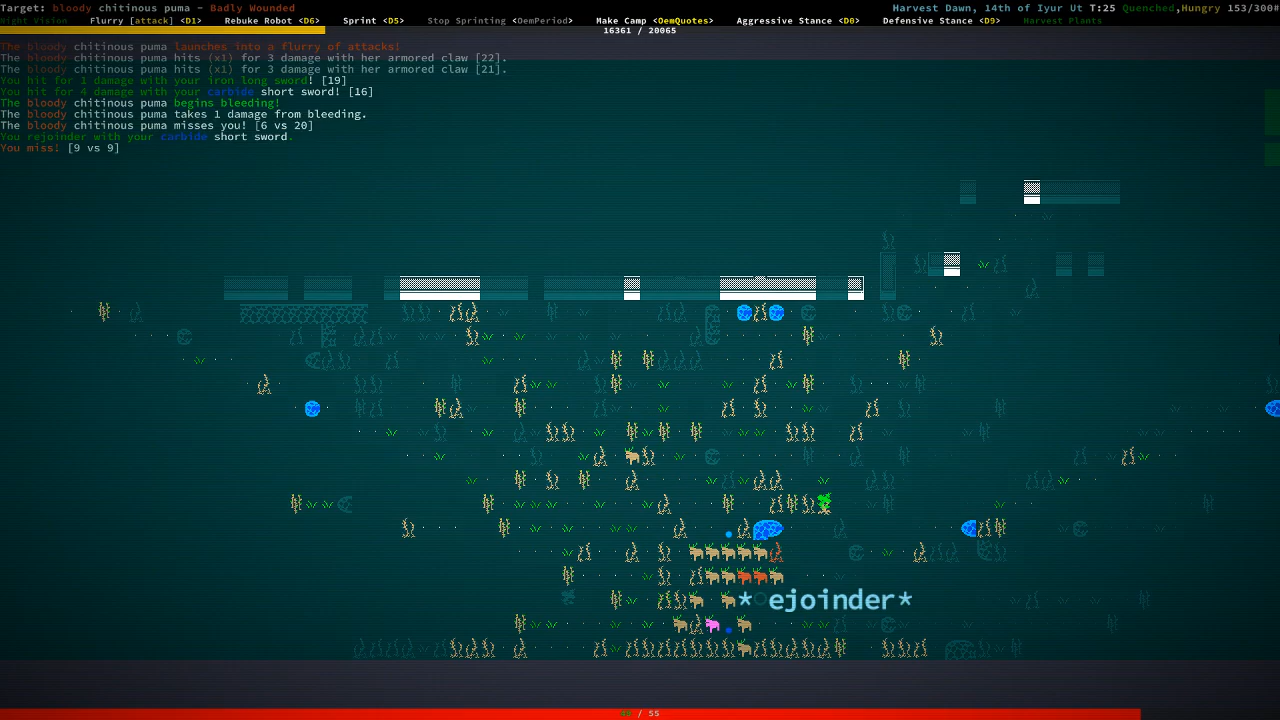 Target: bloody chitinous puma - Badly Wounded
Harvest Dawn, 14th of Iyur Ut T:25 Quenched,Hungry 153/300#
Night Vision Flurry [attack] <D1> Rebuke Robot <D6> Sprint <D5> Stop Sprinting <OemPeriod> Make Camp <OemQuotes> Aggressive Stance <D0> Defensive Stance <D9> Harvest Plants
16361 / 20065
The bloody chitinous puma launches into a flurry of attacks!
The bloody chitinous puma hits (x1) for 3 damage with her armored claw [22].
The bloody chitinous puma hits (x1) for 3 damage with her armored claw [21].
You hit for 1 damage with your iron long sword! [19]
You hit for 4 damage with your carbide short sword! [16]
The bloody chitinous puma begins bleeding!
The bloody chitinous puma takes 1 damage from bleeding.
The bloody chitinous puma misses you! [6 vs 20]
You rejoinder with your carbide short sword.
You miss! [9 vs 9]
* ejoinder*
/ 55